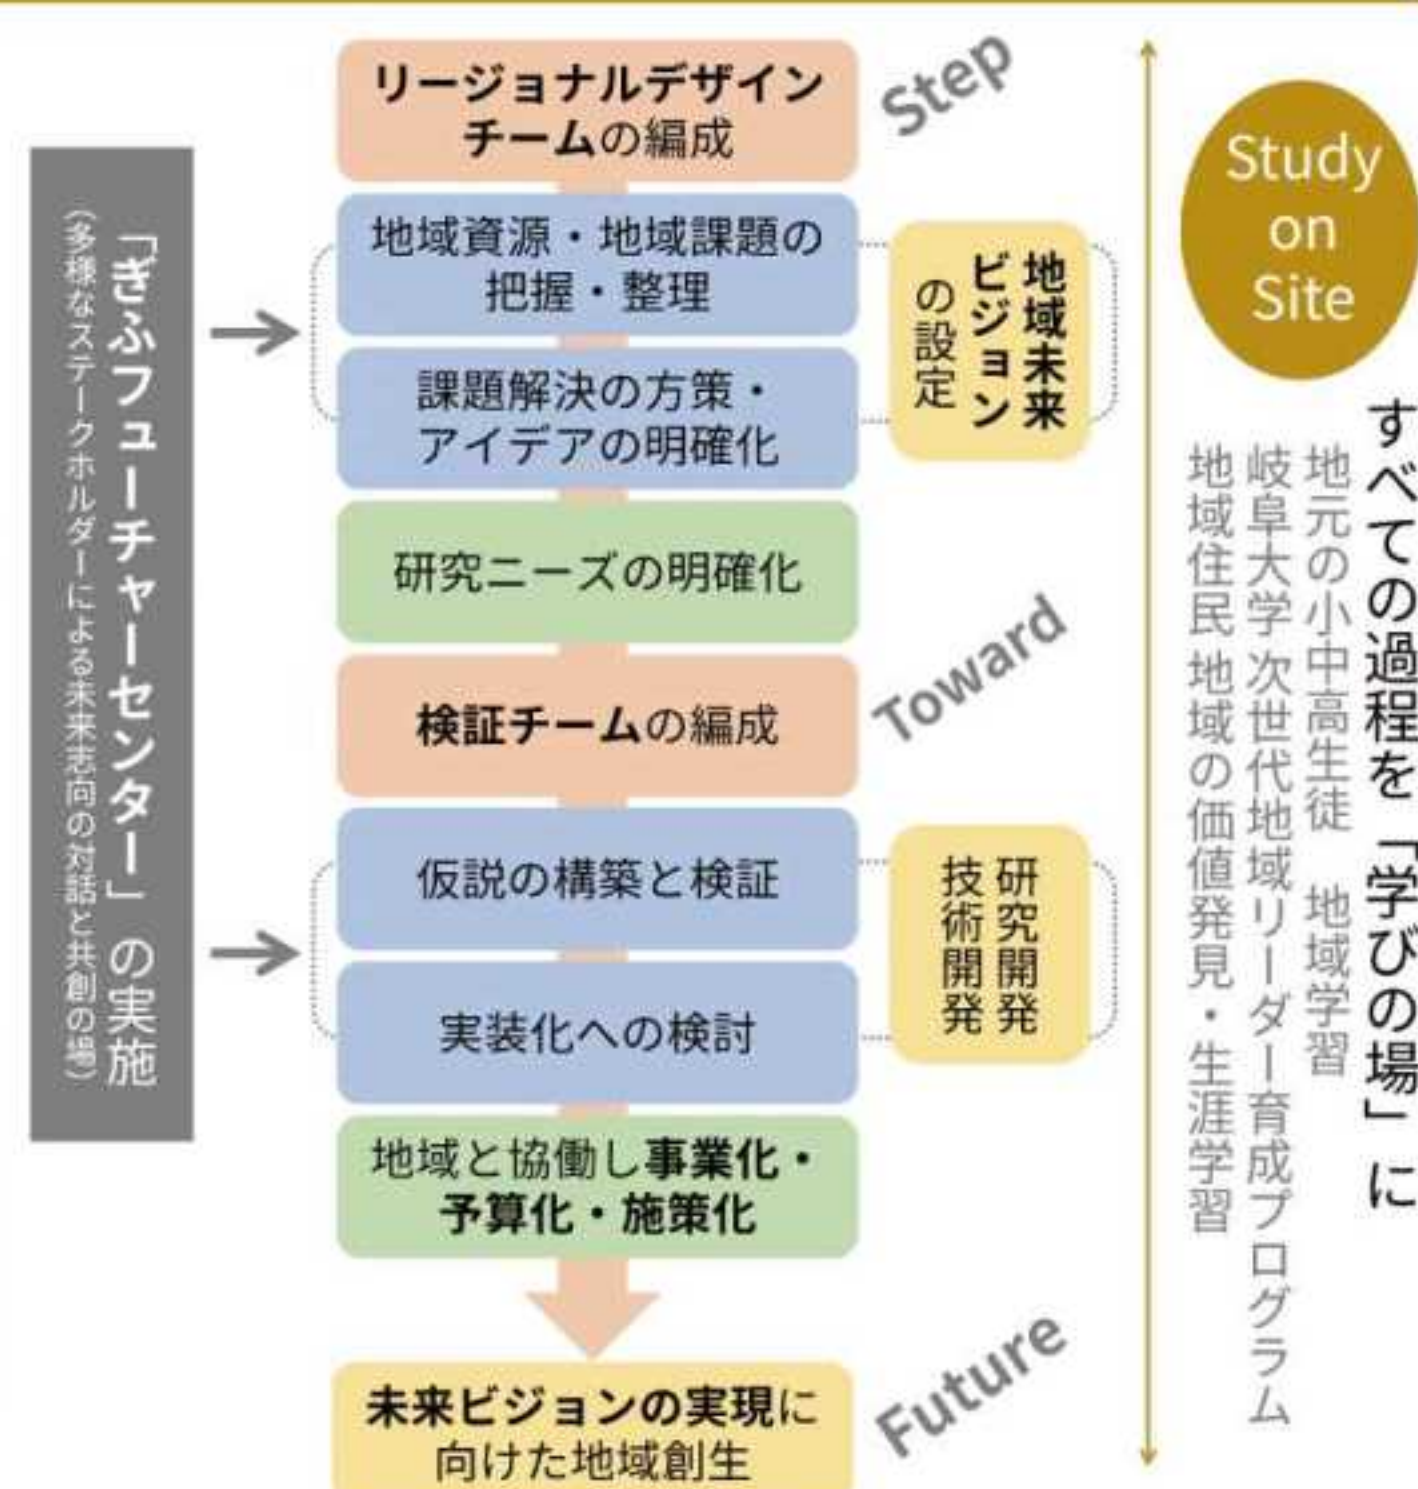 リージョナルデザイン
チームの編成
Step
地域資源・地域課題の
把握・整理
課題解決の方策・
アイデアの明確化
地域未来
ビジョン
の設定
研究ニーズの明確化
検証チームの編成
Toward
仮説の構築と検証
実装化への検討
研究開発
技術開発
地域と協働し事業化・
予算化・施策化
未来ビジョンの実現に
向けた地域創生
Future
「ぎふフューチャーセンター」の実施
(多様なステークホルダーによる未来志向の対話と共創の場)
Study
on
Site
すべての過程を「学びの場」に
地元の小中高生徒 地域学習
岐阜大学 次世代地域リーダー育成プログラム
地域住民 地域の価値発見・生涯学習